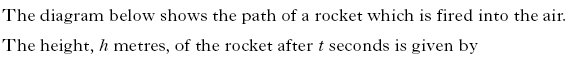 The diagram below shows the path of a rocket which is fired into the air.
The height, h metres, of the rocket after t seconds is given by